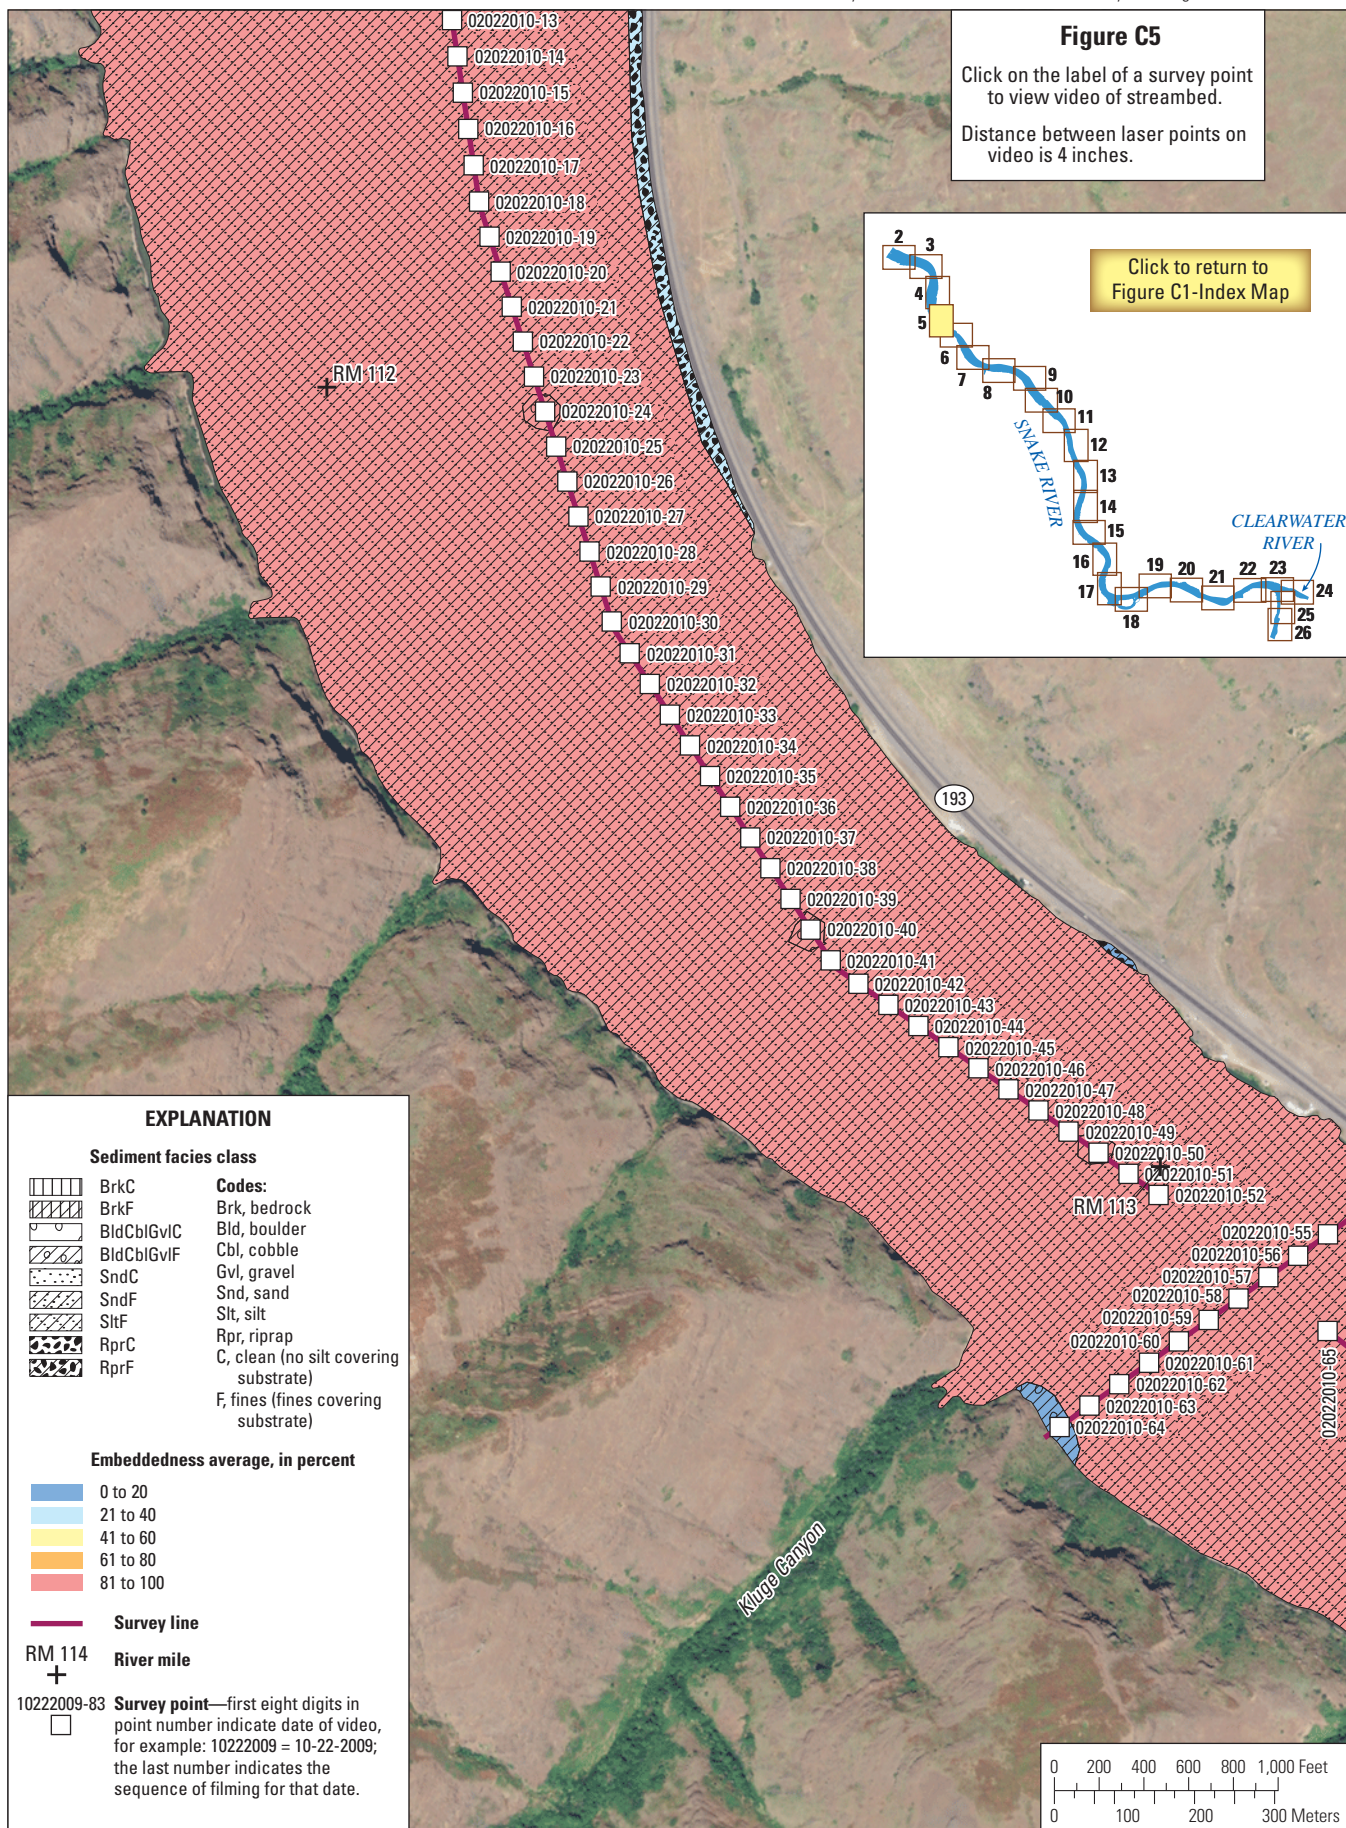 Figure C5
Click on the label of a survey point
to view video of streambed.
Distance between laser points on
video is 4 inches.
Click to return to
Figure C1-Index Map
2
3
4
5
6
7
8
9
10
11
12
13
14
15
16
17
18
19
20
21
22
23
24
25
26
SNAKE RIVER
CLEARWATER
RIVER
02022010-13
02022010-14
02022010-15
02022010-16
02022010-17
02022010-18
02022010-19
02022010-20
02022010-21
02022010-22
02022010-23
RM 112
02022010-24
02022010-25
02022010-26
02022010-27
02022010-28
02022010-29
02022010-30
02022010-31
02022010-32
02022010-33
02022010-34
02022010-35
02022010-36
193
02022010-37
02022010-38
02022010-39
02022010-40
02022010-41
02022010-42
02022010-43
02022010-44
02022010-45
02022010-46
02022010-47
02022010-48
02022010-49
02022010-50
02022010-51
02022010-52
RM 113
02022010-55
02022010-56
02022010-57
02022010-58
02022010-59
02022010-60
02022010-61
02022010-62
02022010-63
02022010-64
02022010-65
Kluge Canyon
EXPLANATION
Sediment facies class
BrkC
BrkF
BldCblGvlC
BldCblGvlF
SndC
SndF
SltF
RprC
RprF
Codes:
Brk, bedrock
Bld, boulder
Cbl, cobble
Gvl, gravel
Snd, sand
Slt, silt
Rpr, riprap
C, clean (no silt covering
substrate)
F, fines (fines covering
substrate)
Embeddedness average, in percent
0 to 20
21 to 40
41 to 60
61 to 80
81 to 100
Survey line
RM 114 River mile
10222009-83 Survey point—first eight digits in
point number indicate date of video,
for example: 10222009 = 10-22-2009;
the last number indicates the
sequence of filming for that date.
0 200 400 600 800 1,000 Feet
0 100 200 300 Meters